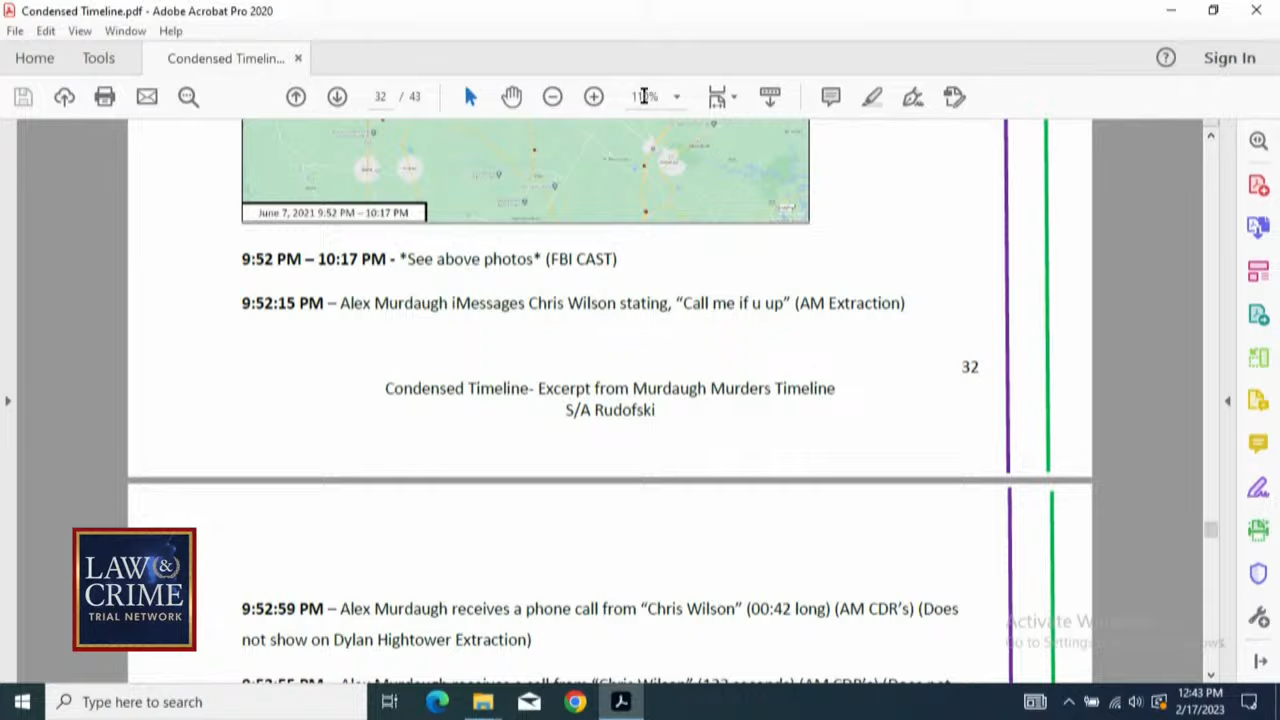 Condensed Timeline.pdf - Adobe Acrobat Pro 2020
File Edit View Window Help
Home Tools Condensed Timelin... ×
Sign In
32 / 43
June 7, 2021 9:52 PM – 10:17 PM
9:52 PM – 10:17 PM - *See above photos* (FBI CAST)
9:52:15 PM – Alex Murdaugh iMessages Chris Wilson stating, “Call me if u up” (AM Extraction)
32
Condensed Timeline- Excerpt from Murdaugh Murders Timeline
S/A Rudofski
LAW &
CRIME
TRIAL NETWORK
9:52:59 PM – Alex Murdaugh receives a phone call from “Chris Wilson” (00:42 long) (AM CDR’s) (Does
not show on Dylan Hightower Extraction)
Activate
Go to Settings
Type here to search
12:43 PM
2/17/2023